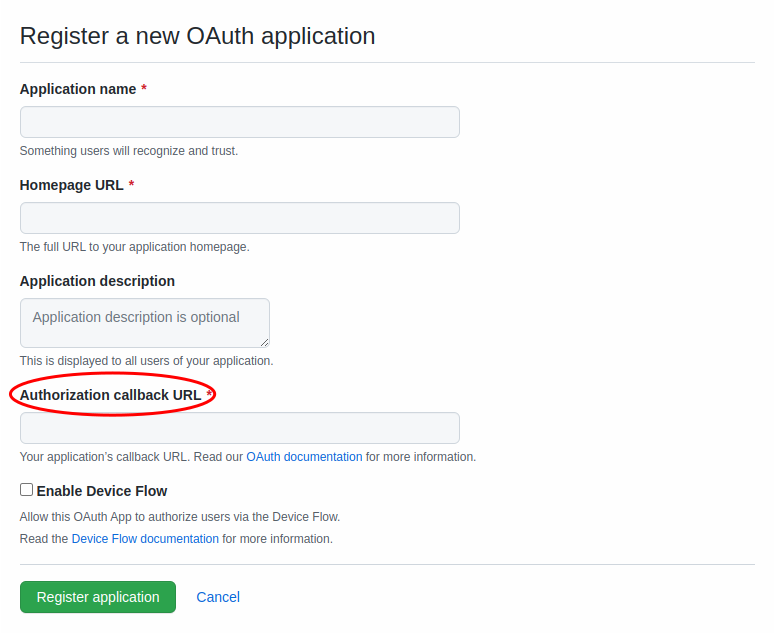 Register a new OAuth application
Application name *
Something users will recognize and trust.
Homepage URL *
The full URL to your application homepage.
Application description
Application description is optional
This is displayed to all users of your application.
Authorization callback URL *
Your application’s callback URL. Read our OAuth documentation for more information.
Enable Device Flow
Allow this OAuth App to authorize users via the Device Flow.
Read the Device Flow documentation for more information.
Register application Cancel